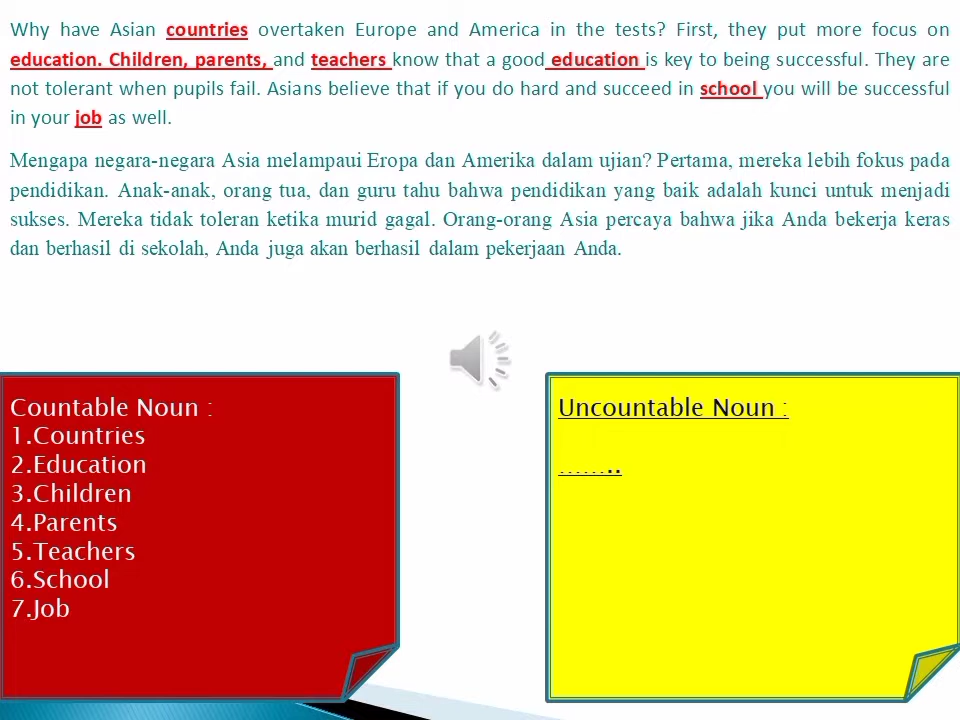 Why have Asian countries overtaken Europe and America in the tests? First, they put more focus on
education. Children, parents, and teachers know that a good education is key to being successful. They are
not tolerant when pupils fail. Asians believe that if you do hard and succeed in school you will be successful
in your job as well.
Mengapa negara-negara Asia melampaui Eropa dan Amerika dalam ujian? Pertama, mereka lebih fokus pada
pendidikan. Anak-anak, orang tua, dan guru tahu bahwa pendidikan yang baik adalah kunci untuk menjadi
sukses. Mereka tidak toleran ketika murid gagal. Orang-orang Asia percaya bahwa jika Anda bekerja keras
dan berhasil di sekolah, Anda juga akan berhasil dalam pekerjaan Anda.
Countable Noun :
1.Countries
2.Education
3.Children
4.Parents
5.Teachers
6.School
7.Job
Uncountable Noun :
……..